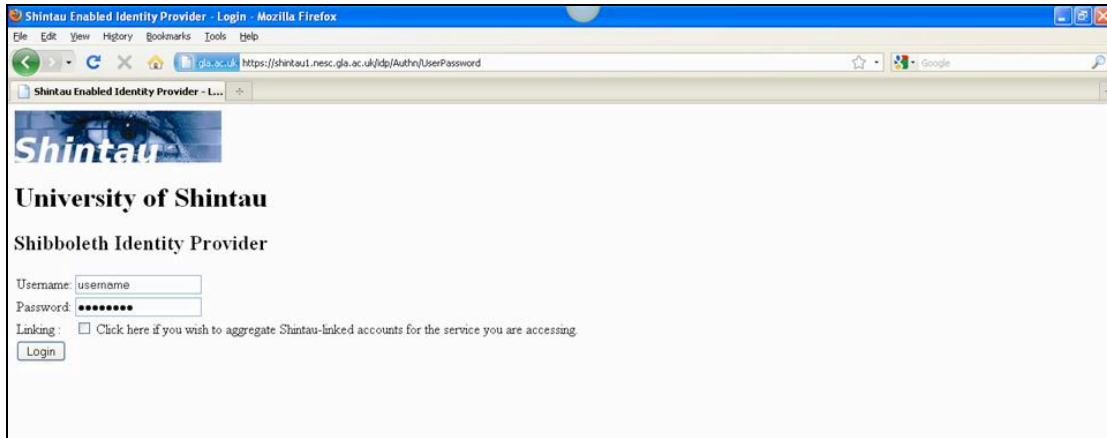 Shintau Enabled Identity Provider - Login - Mozilla Firefox
File Edit View History Bookmarks Tools Help
gla.ac.uk https://shintau1.nesc.gla.ac.uk/idp/Authn/UserPassword Google
Shintau Enabled Identity Provider - L...
Shintau
University of Shintau
Shibboleth Identity Provider
Username: username
Password: ●●●●●●●●
Linking : Click here if you wish to aggregate Shintau-linked accounts for the service you are accessing.
Login